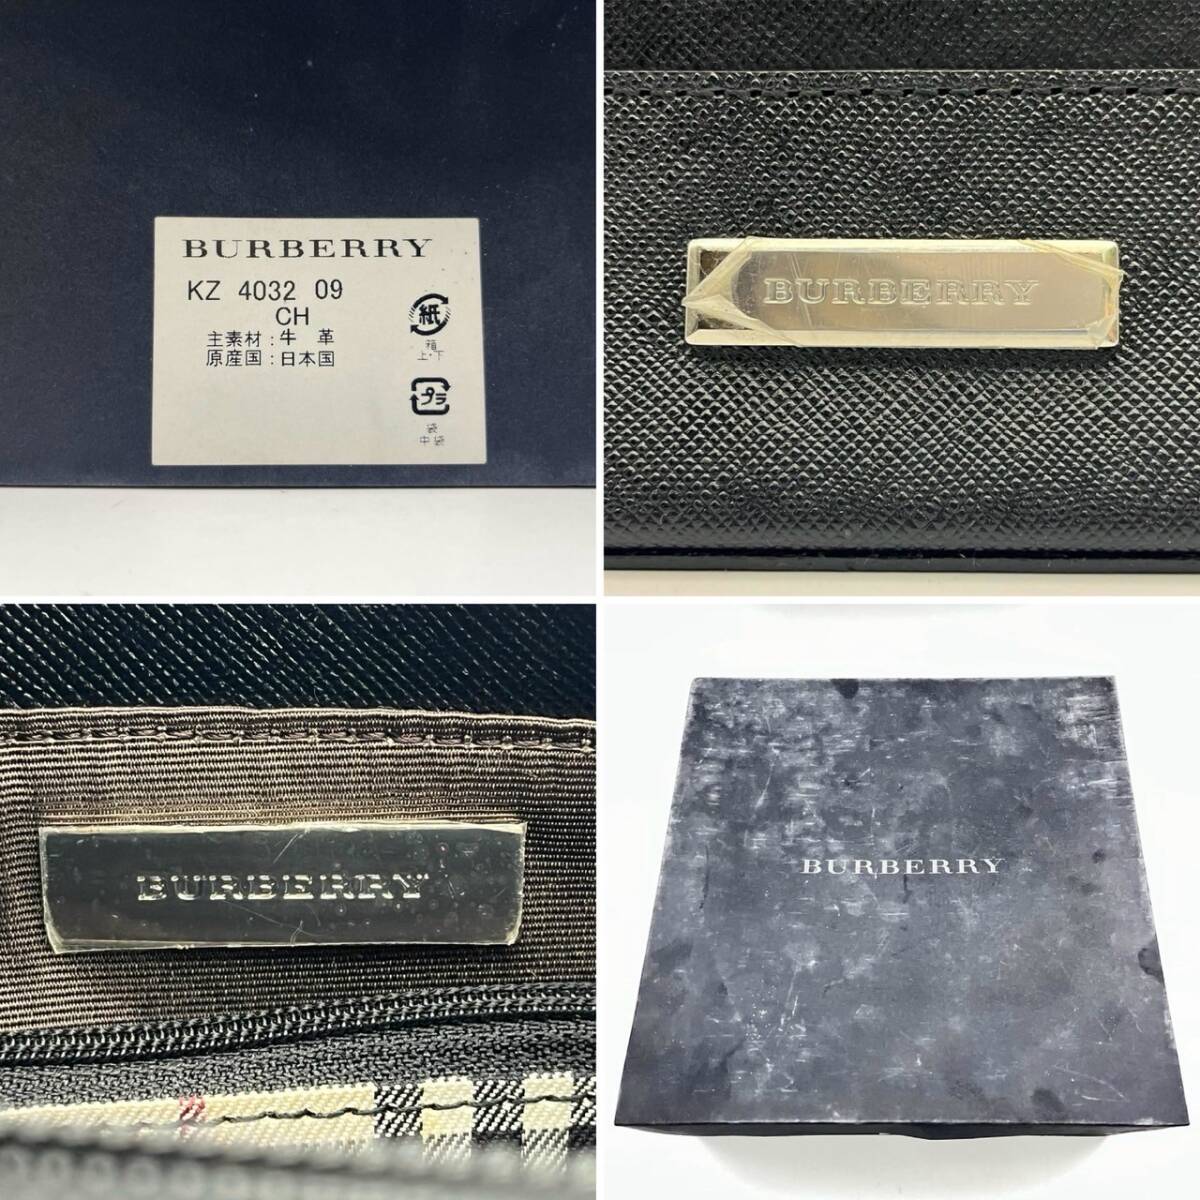 BURBERRY
KZ 4032 09
CH
主素材：牛 革
原産国：日本国
紙
箱
上・下
プラ
袋
中袋
BURBERRY
BURBERRY
BURBERRY